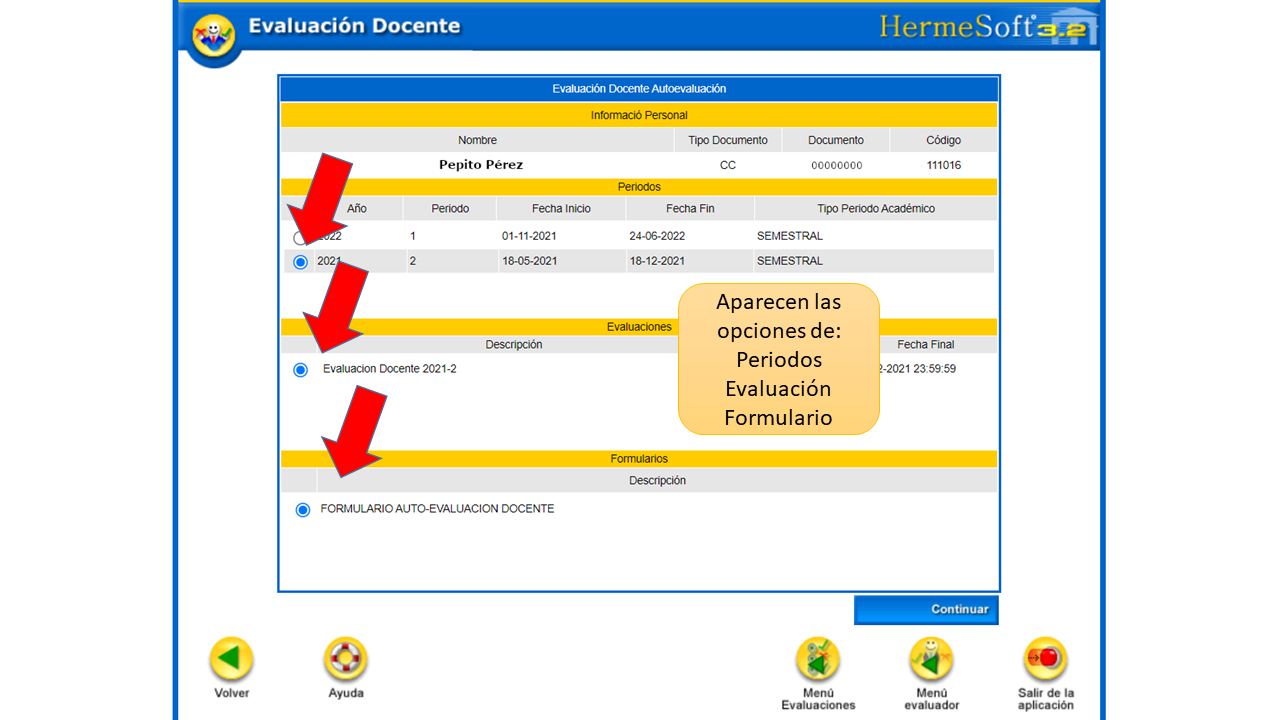 Evaluación Docente
HermeSoft 3.2
Evaluación Docente Autoevaluación
Informació Personal
Nombre Tipo Documento Documento Código
Pepito Pérez CC 00000000 111016
Periodos
Año Periodo Fecha Inicio Fecha Fin Tipo Periodo Académico
1 01-11-2021 24-06-2022 SEMESTRAL
2021 2 18-05-2021 18-12-2021 SEMESTRAL
Evaluaciones
Descripción Fecha Final
Evaluacion Docente 2021-2 -2021 23:59:59
Aparecen las
opciones de:
Periodos
Evaluación
Formulario
Formularios
Descripción
FORMULARIO AUTO-EVALUACION DOCENTE
Continuar
Volver
Ayuda
Menú
Evaluaciones
Menú
evaluador
Salir de la
aplicación